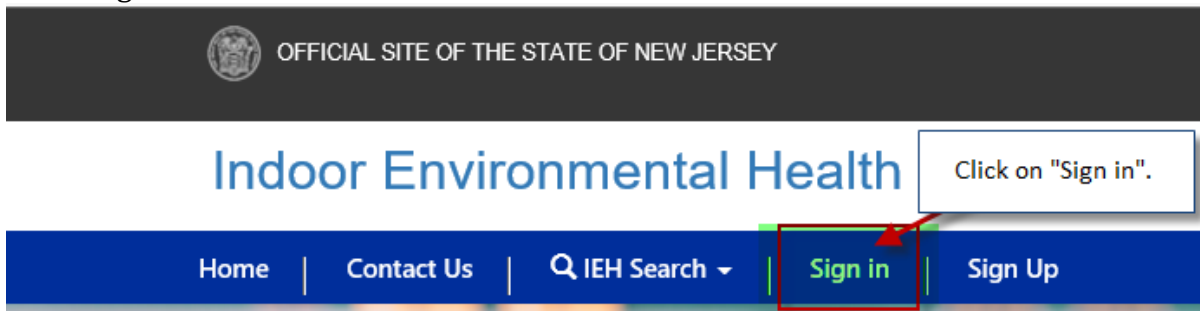 OFFICIAL SITE OF THE STATE OF NEW JERSEY
Indoor Environmental Health
Click on "Sign in".
Home | Contact Us | IEH Search | Sign in | Sign Up